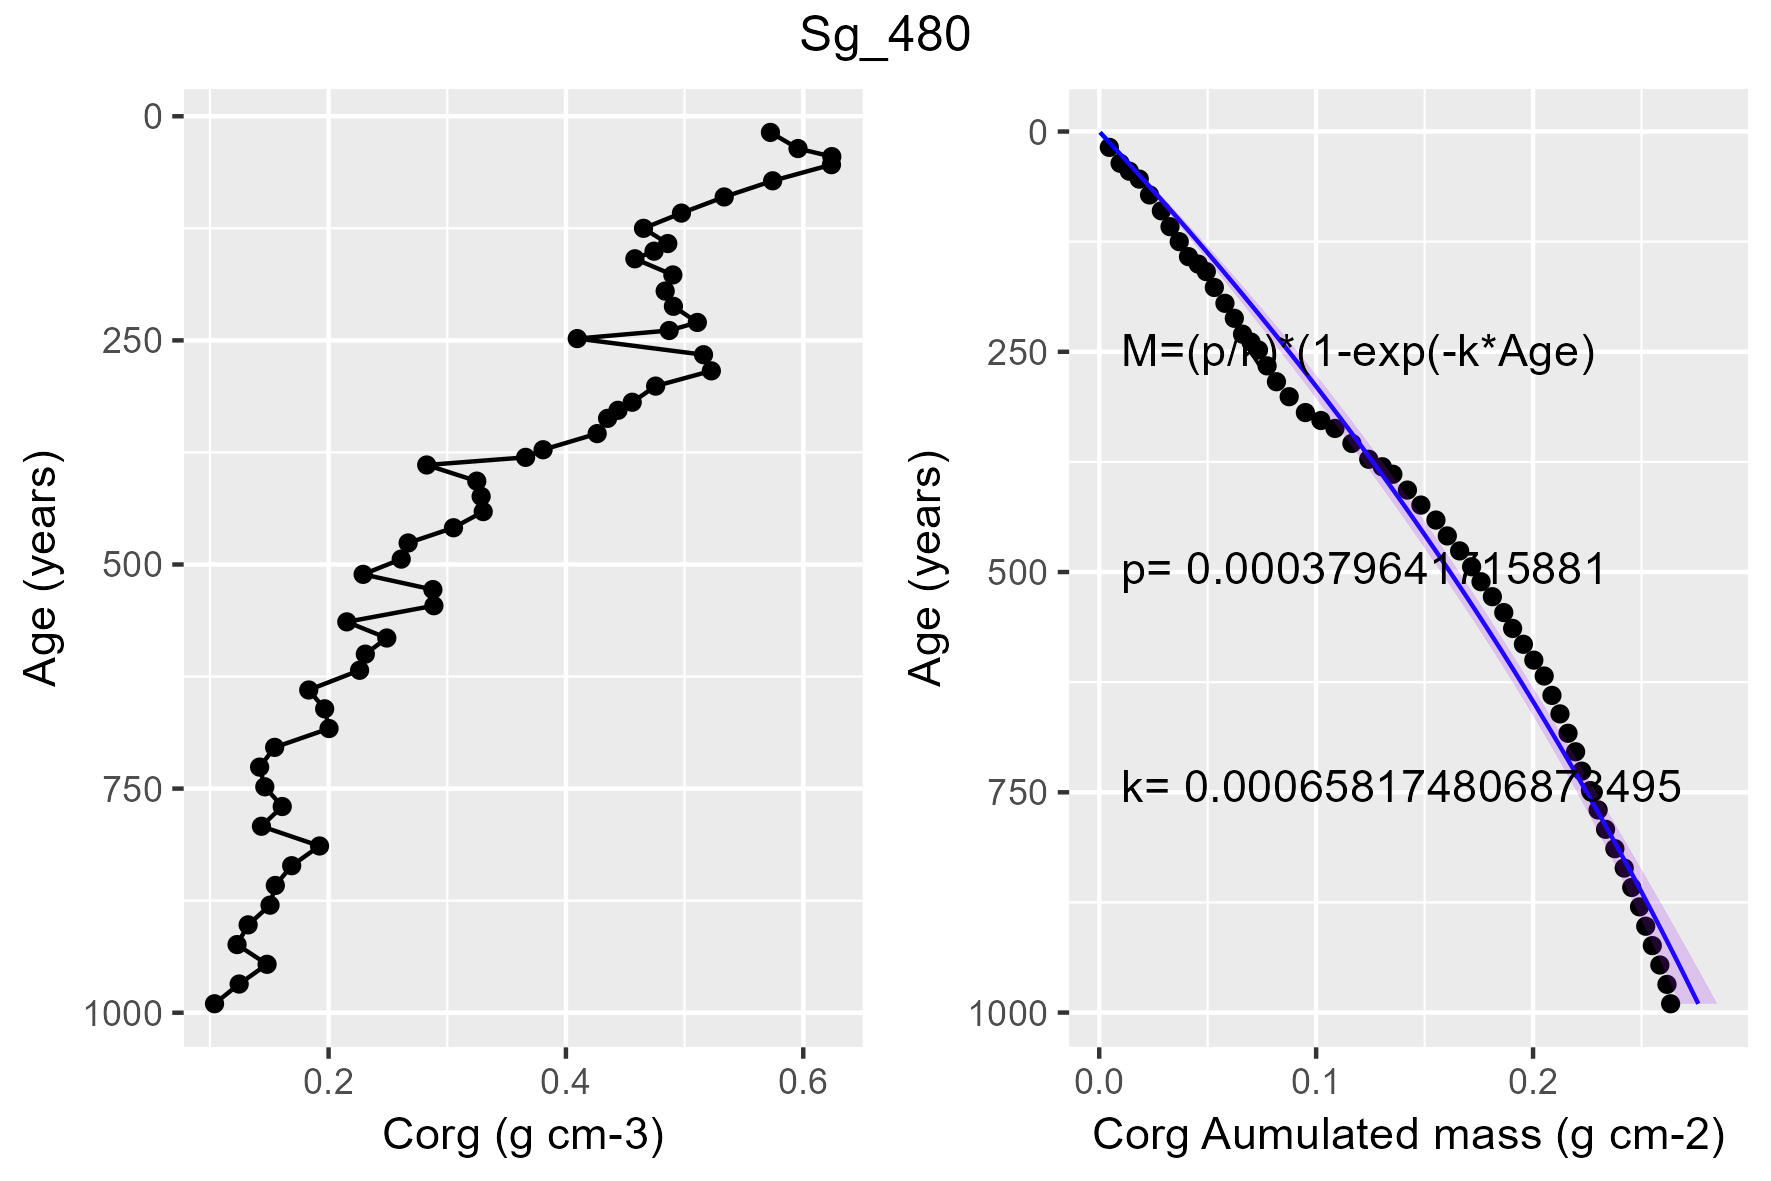 Sg_480
Age (years)
0
250
500
750
1000
0.2
0.4
0.6
Corg (g cm-3)
Age (years)
0
250
500
750
1000
M=(p/k)*(1-exp(-k*Age)
p= 0.000379641715881
k= 0.000658174806873495
0.0
0.1
0.2
Corg Aumulated mass (g cm-2)